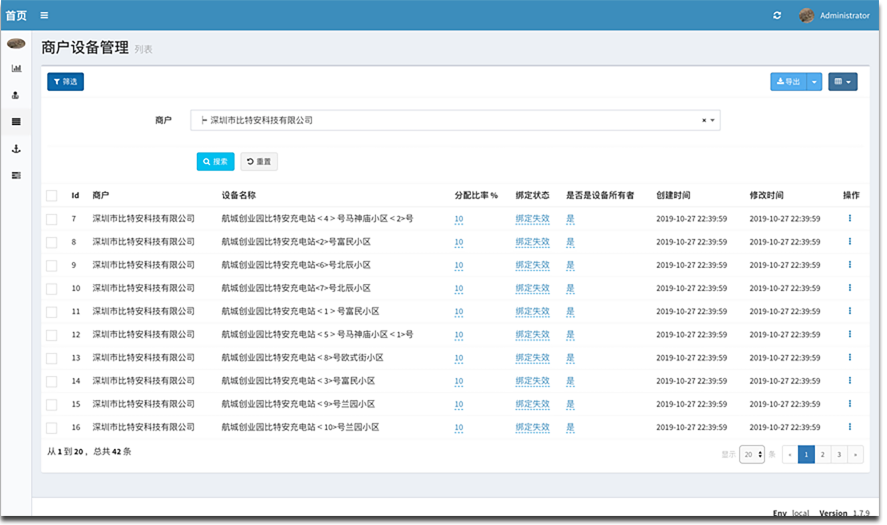 首页 Administrator
商户设备管理 列表
筛选 导出
商户 深圳市比特安科技有限公司
搜索 重置
Id 商户 设备名称 分配比率 % 绑定状态 是否是设备所有者 创建时间 修改时间 操作
7 深圳市比特安科技有限公司 航城创业园比特安充电站 < 4 > 号马神庙小区 < 2>号 10 绑定失效 是 2019-10-27 22:39:59 2019-10-27 22:39:59
8 深圳市比特安科技有限公司 航城创业园比特安充电站<2>号富民小区 10 绑定失效 是 2019-10-27 22:39:59 2019-10-27 22:39:59
9 深圳市比特安科技有限公司 航城创业园比特安充电站<6>号北辰小区 10 绑定失效 是 2019-10-27 22:39:59 2019-10-27 22:39:59
10 深圳市比特安科技有限公司 航城创业园比特安充电站<7>号北辰小区 10 绑定失效 是 2019-10-27 22:39:59 2019-10-27 22:39:59
11 深圳市比特安科技有限公司 航城创业园比特安充电站 < 1 > 号富民小区 10 绑定失效 是 2019-10-27 22:39:59 2019-10-27 22:39:59
12 深圳市比特安科技有限公司 航城创业园比特安充电站 < 5 > 号马神庙小区 < 1>号 10 绑定失效 是 2019-10-27 22:39:59 2019-10-27 22:39:59
13 深圳市比特安科技有限公司 航城创业园比特安充电站 < 8>号欧式街小区 10 绑定失效 是 2019-10-27 22:39:59 2019-10-27 22:39:59
14 深圳市比特安科技有限公司 航城创业园比特安充电站 < 3>号富民小区 10 绑定失效 是 2019-10-27 22:39:59 2019-10-27 22:39:59
15 深圳市比特安科技有限公司 航城创业园比特安充电站 < 9>号兰园小区 10 绑定失效 是 2019-10-27 22:39:59 2019-10-27 22:39:59
16 深圳市比特安科技有限公司 航城创业园比特安充电站 < 10>号兰园小区 10 绑定失效 是 2019-10-27 22:39:59 2019-10-27 22:39:59
从 1 到 20 ，总共 42 条 显示 20 条 « 1 2 3 »
Env local Version 1.7.9